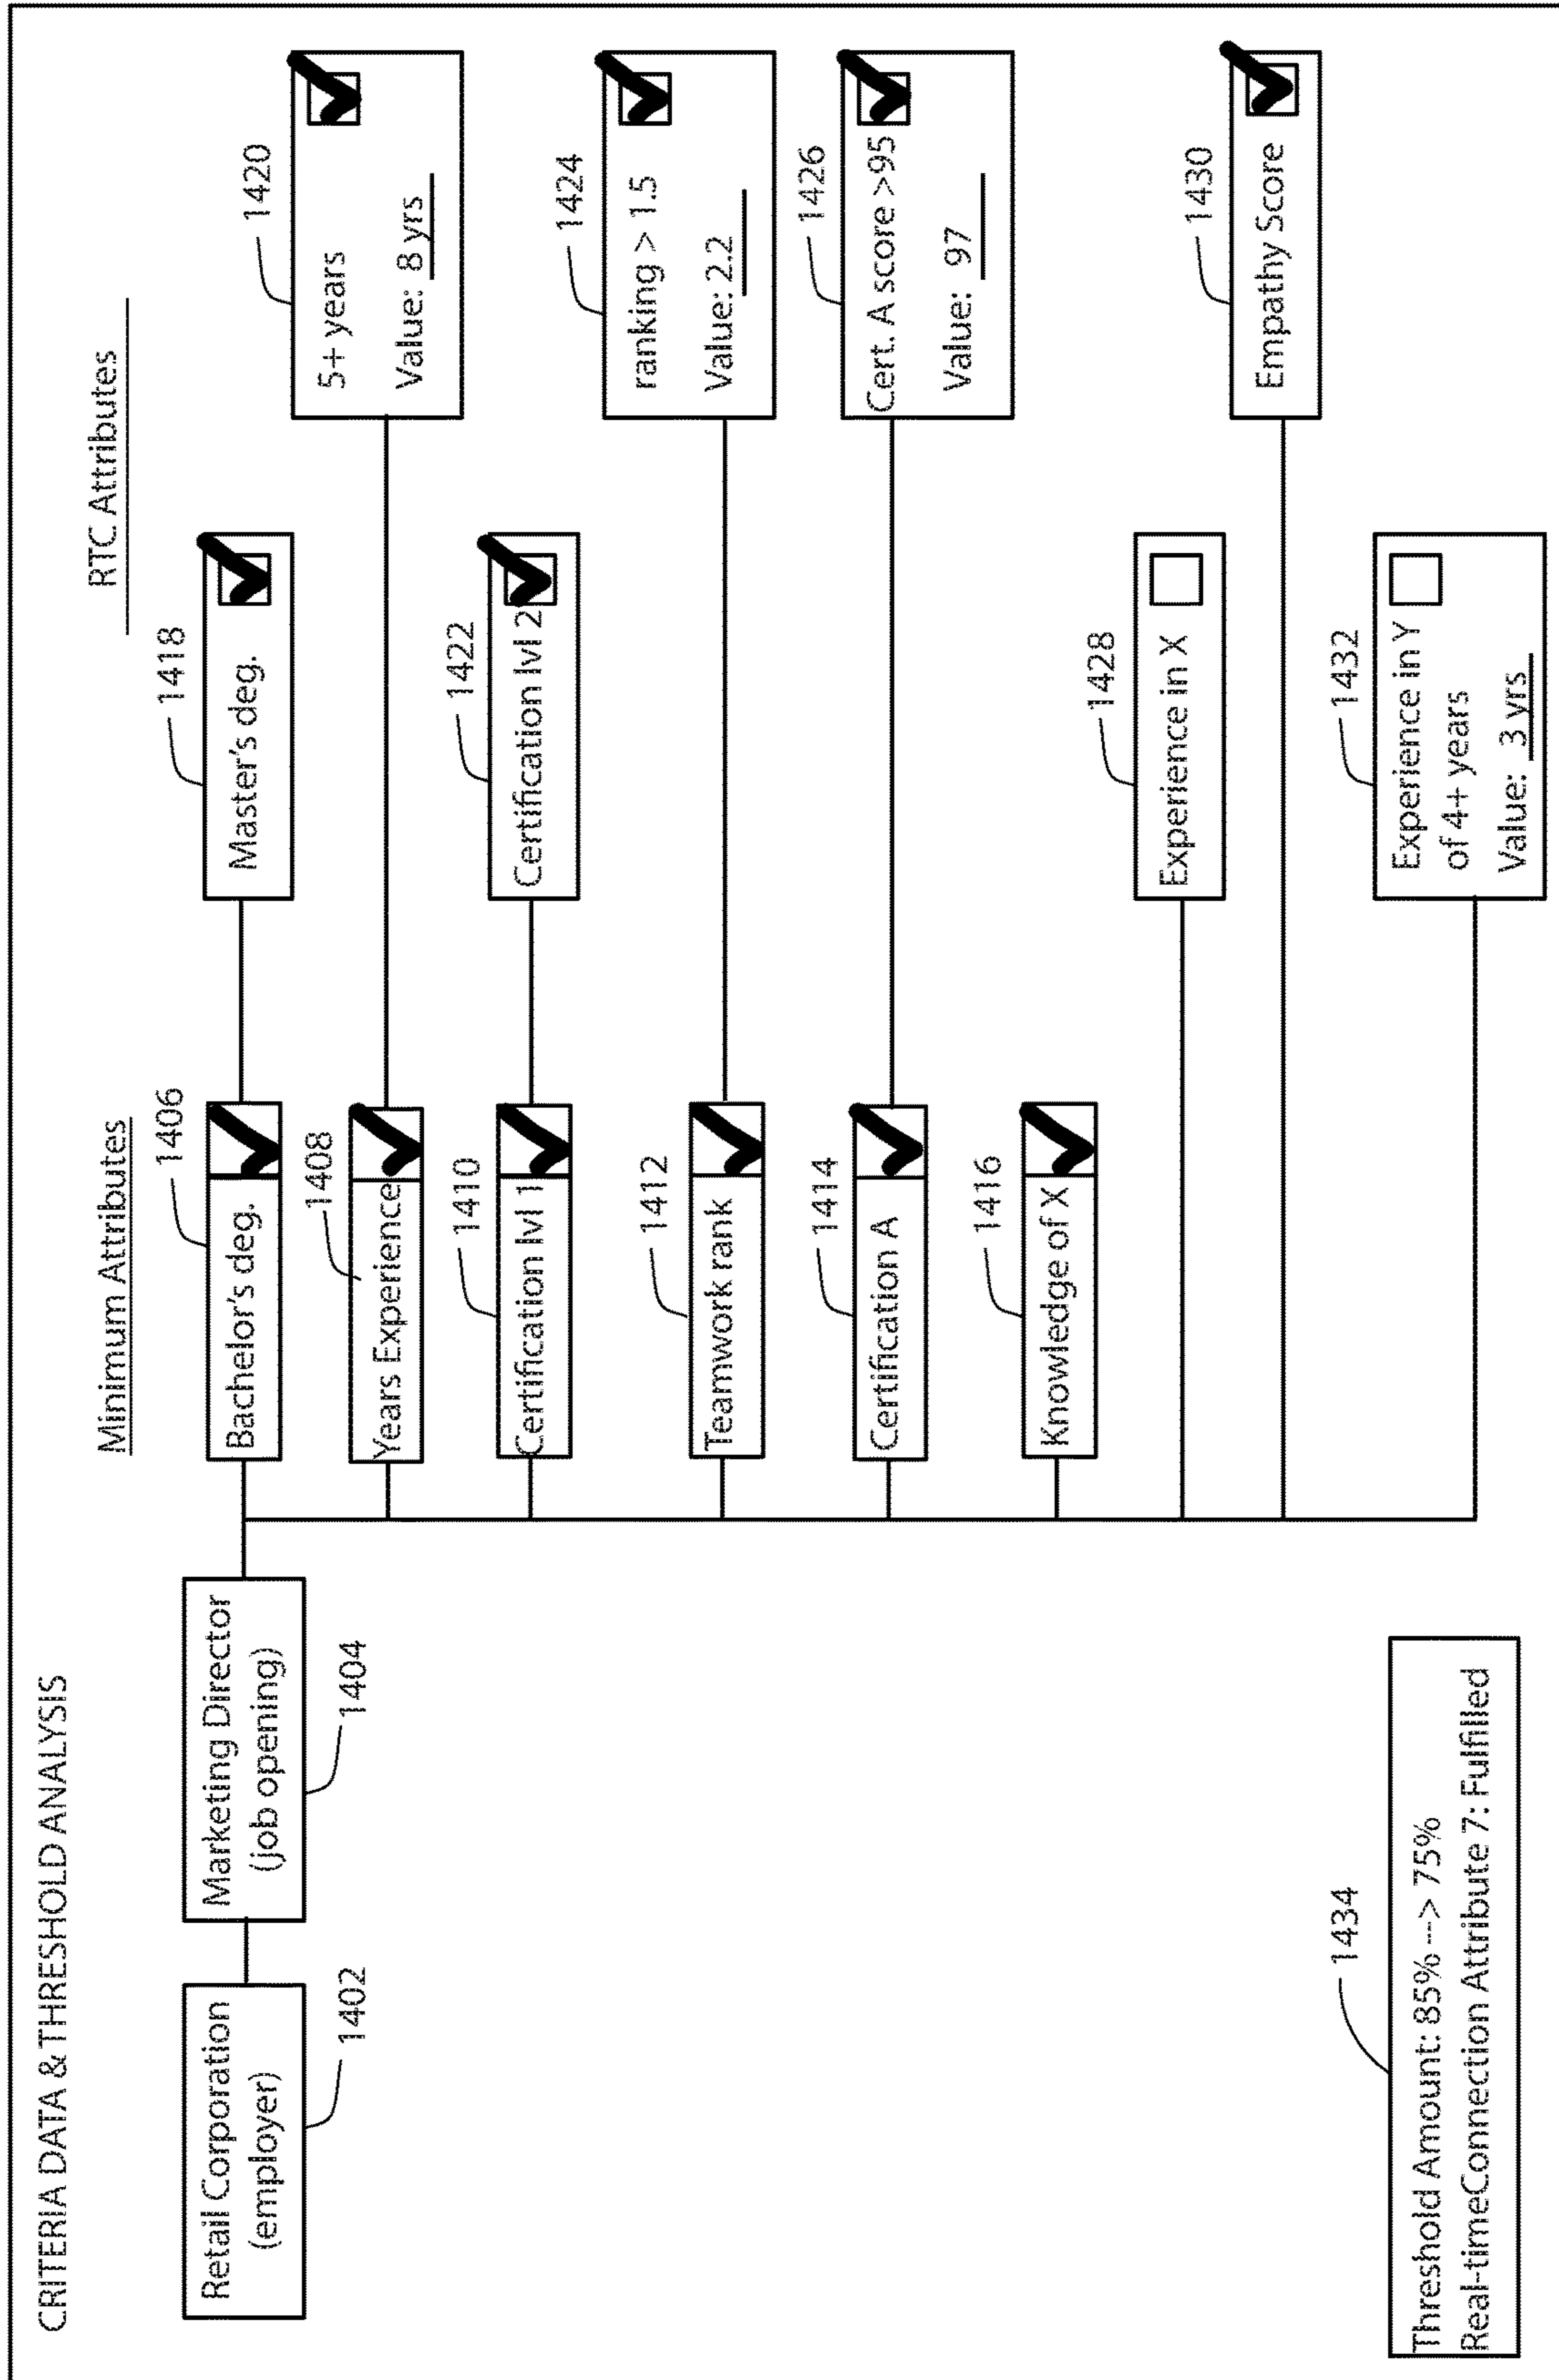 CRITERIA DATA & THRESHOLD ANALYSIS
Minimum Attributes
RTC Attributes
Retail Corporation
(employer)
1402
Marketing Director
(job opening)
1404
Bachelor's deg.
1406
Master's deg.
1418
Years Experience
1408
5+ years
Value: 8 yrs
1420
Certification lvl 1
1410
Certification lvl 2
1422
Teamwork rank
1412
ranking > 1.5
Value: 2.2
1424
Certification A
1414
Cert. A score >95
Value: 97
1426
Knowledge of X
1416
Experience in X
1428
Empathy Score
1430
Experience in Y
of 4+ years
Value: 3 yrs
1432
1434
Threshold Amount: 85% --> 75%
Real-timeConnection Attribute 7: Fulfilled